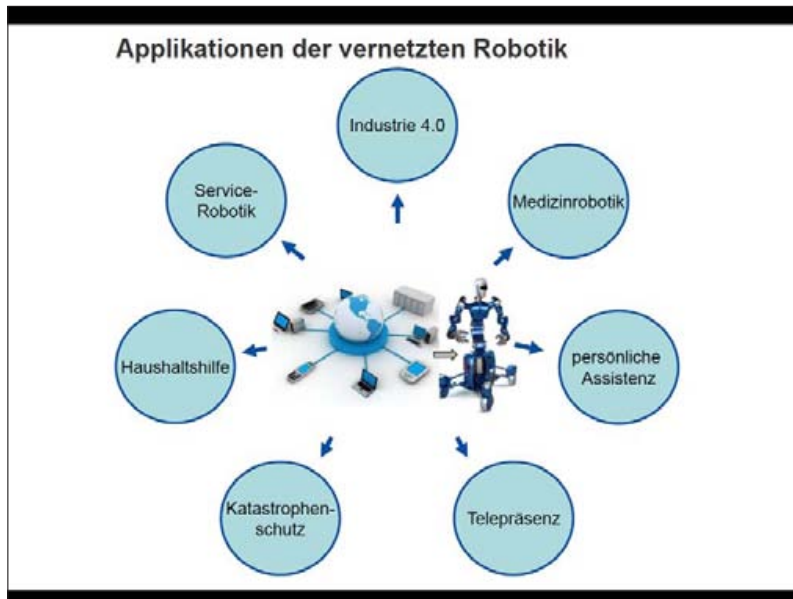 Applikationen der vernetzten Robotik
Industrie 4.0
Service-
Robotik
Medizinrobotik
Haushaltshilfe
persönliche
Assistenz
Katastrophen-
schutz
Telepräsenz